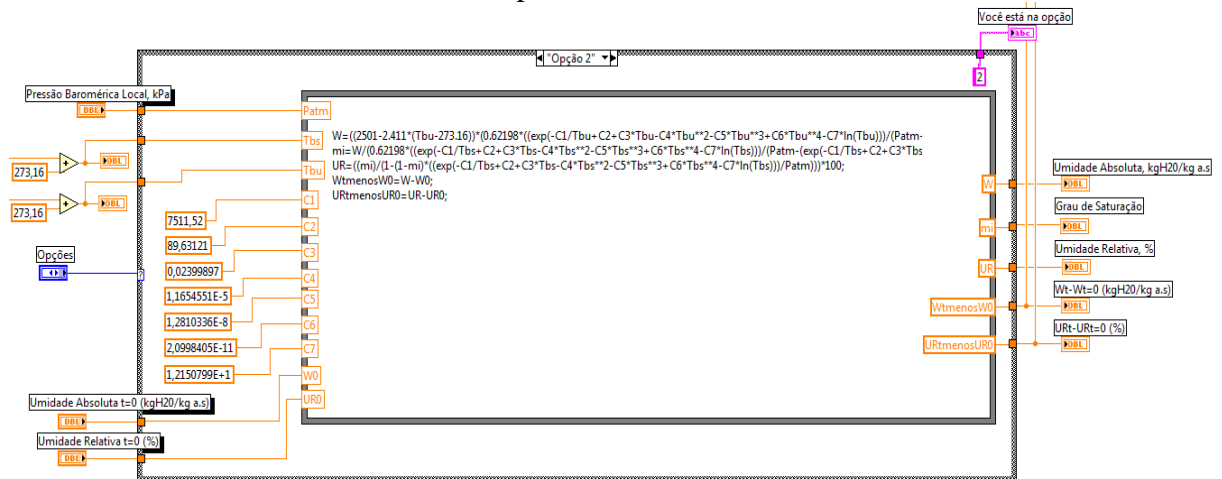 Você está na opção
abc
"Opção 2"
2
Pressão Baromérica Local, kPa
DBL
Patm
W=((2501-2.411*(Tbu-273.16))*(0.62198*((exp(-C1/Tbu+C2+C3*Tbu-C4*Tbu**2-C5*Tbu**3+C6*Tbu**4-C7*ln(Tbu)))/(Patm-
Tbs
mi=W/(0.62198*((exp(-C1/Tbs+C2+C3*Tbs-C4*Tbs**2-C5*Tbs**3+C6*Tbs**4-C7*ln(Tbs)))/(Patm-(exp(-C1/Tbs+C2+C3*Tbs
273,16
+
DBL
UR=((mi)/(1-(1-mi)*((exp(-C1/Tbs+C2+C3*Tbs-C4*Tbs**2-C5*Tbs**3+C6*Tbs**4-C7*ln(Tbs)))/Patm)))*100;
Tbu
WtmenosW0=W-W0;
URtmenosUR0=UR-UR0;
273,16
+
DBL
Umidade Absoluta, kgH20/kg a.s
W
DBL
C1
7511,52
Grau de Saturação
C2
mi
DBL
89,63121
Umidade Relativa, %
Opções
C3
0,02399897
UR
DBL
?
C4
1,1654551E-5
Wt-Wt=0 (kgH20/kg a.s)
C5
1,2810336E-8
WtmenosW0
DBL
C6
2,0998405E-11
URt-URt=0 (%)
C7
1,2150799E+1
URtmenosUR0
DBL
W0
UR0
Umidade Absoluta t=0 (kgH20/kg a.s)
DBL
Umidade Relativa t=0 (%)
DBL